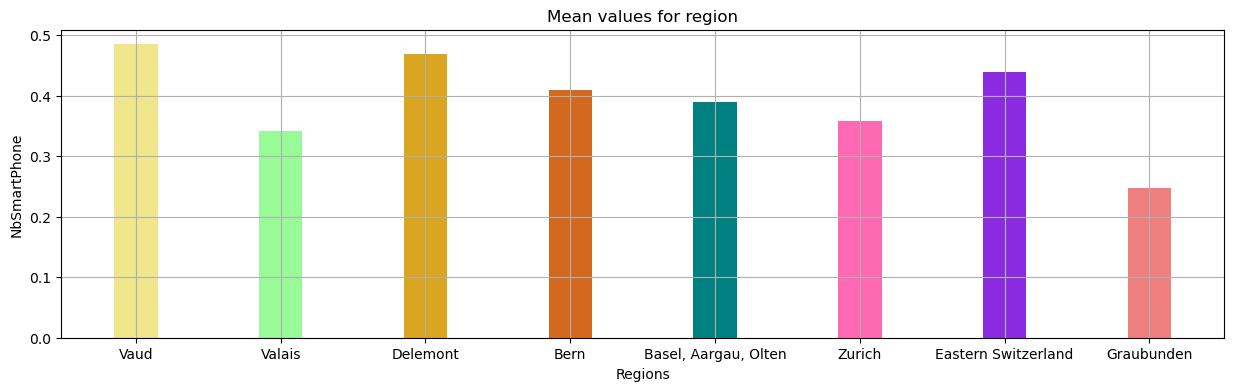 Mean values for region
NbSmartPhone
0.5
0.4
0.3
0.2
0.1
0.0
Vaud Valais Delemont Bern Basel, Aargau, Olten Zurich Eastern Switzerland Graubunden
Regions